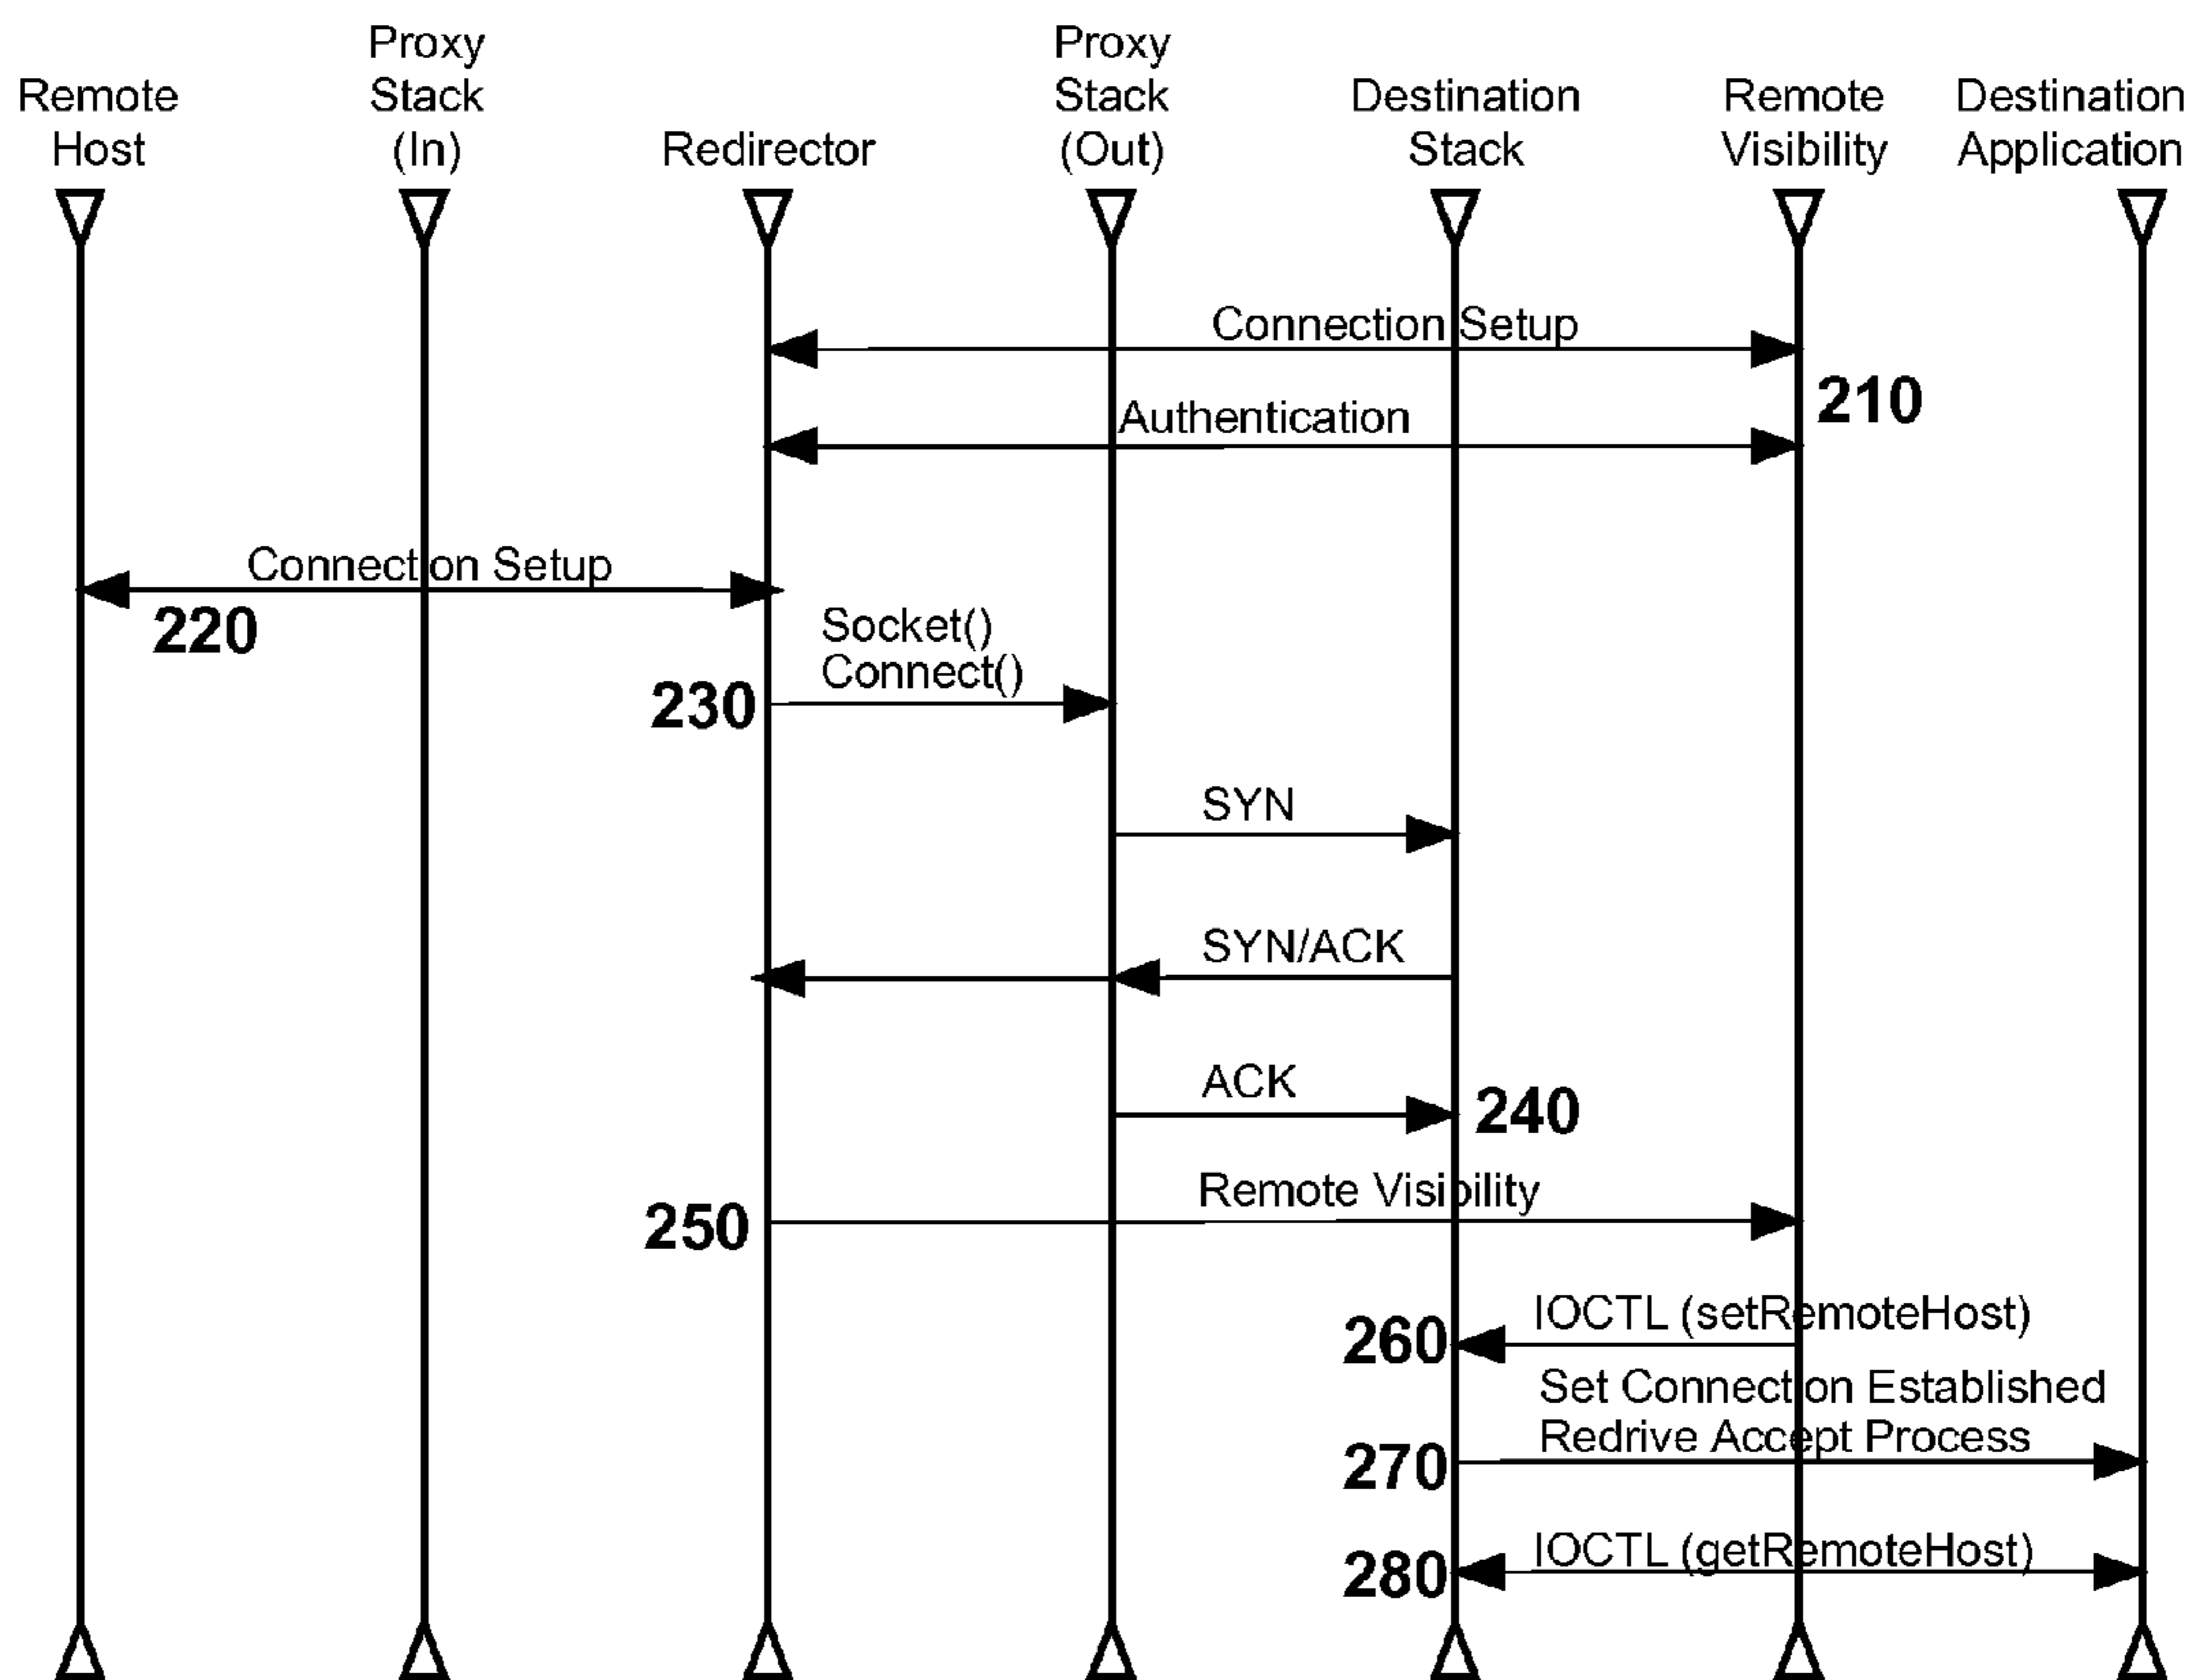 Remote
Host
Proxy
Stack
(In)
Redirector
Proxy
Stack
(Out)
Destination
Stack
Remote
Visibility
Destination
Application
Connection Setup
210
Authentication
Connection Setup
220
Socket()
Connect()
230
SYN
SYN/ACK
ACK
240
Remote Visibility
250
IOCTL (setRemoteHost)
260
Set Connection Established
Redrive Accept Process
270
IOCTL (getRemoteHost)
280